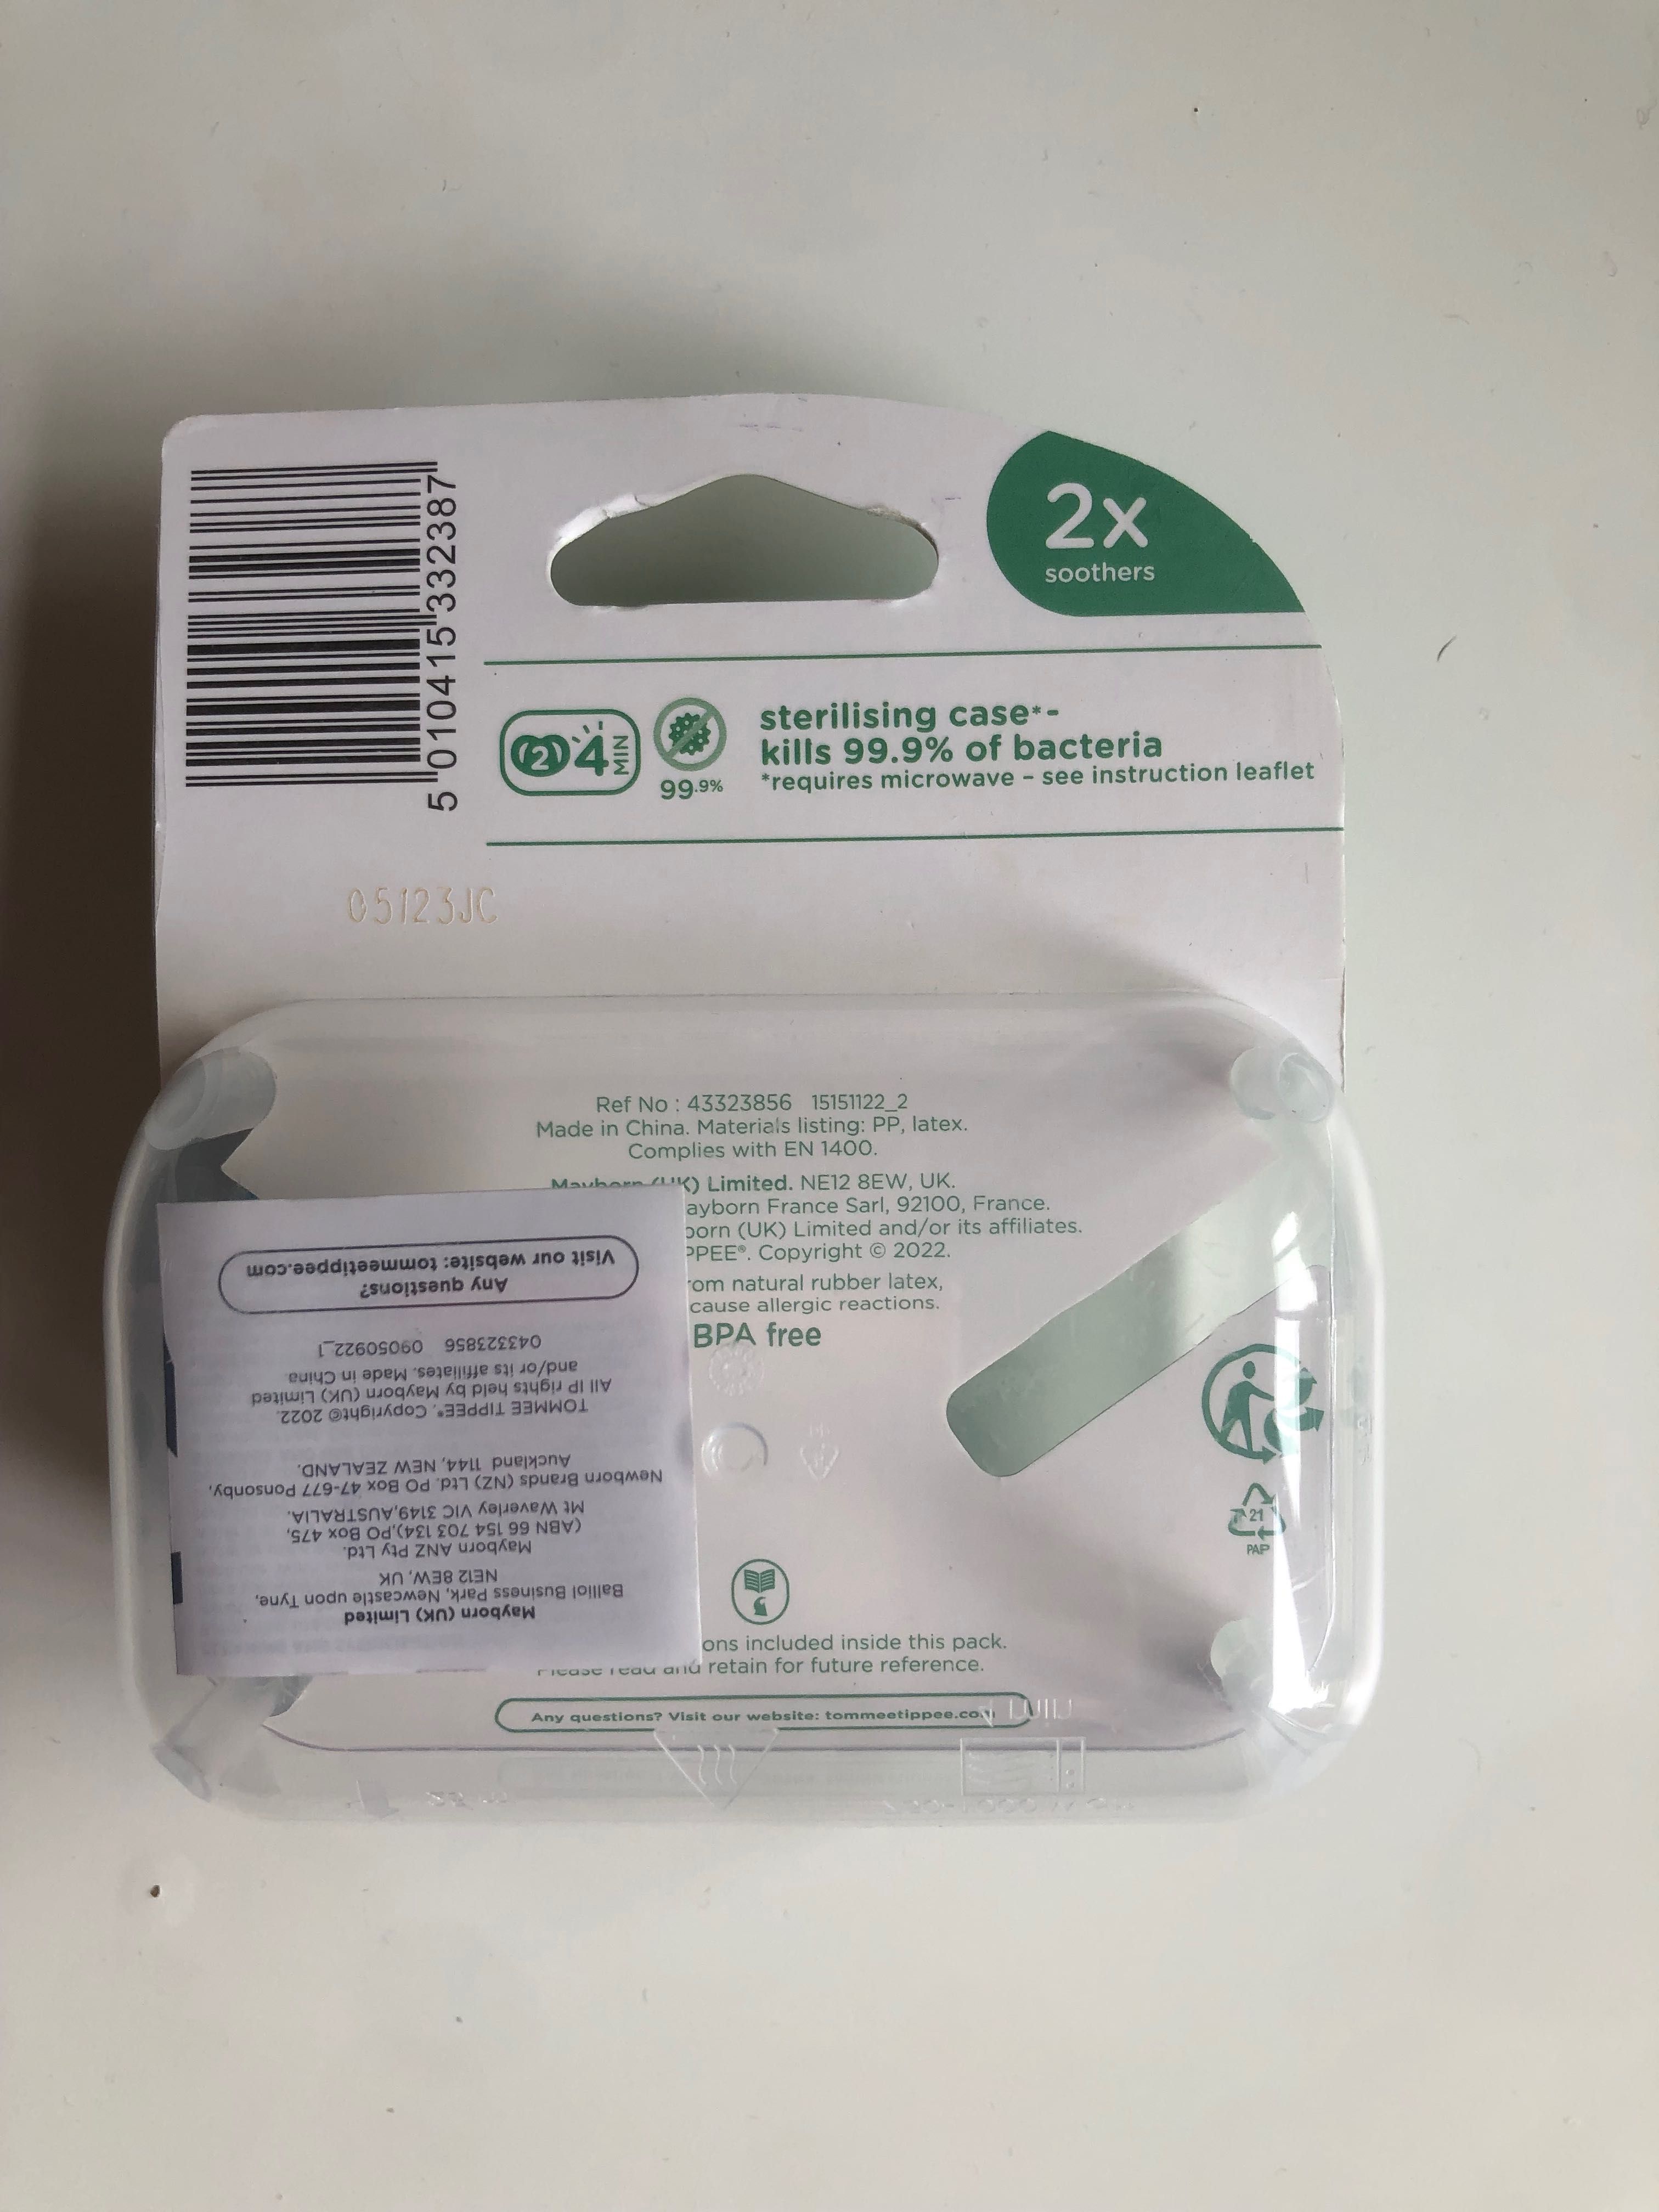 2x
soothers
5 010415 332387
2 4 MIN
99.9%
sterilising case*-
kills 99.9% of bacteria
*requires microwave – see instruction leaflet
05123JC
Ref No : 43323856 15151122_2
Made in China. Materials listing: PP, latex.
Complies with EN 1400.
Mayborn (UK) Limited. NE12 8EW, UK.
ayborn France Sarl, 92100, France.
born (UK) Limited and/or its affiliates.
PPEE®. Copyright © 2022.
om natural rubber latex,
cause allergic reactions.
BPA free
21
PAP
ons included inside this pack.
Please read and retain for future reference.
Any questions? Visit our website: tommeetippee.com
Mayborn (UK) Limited
Balliol Business Park, Newcastle upon Tyne,
NE12 8EW, UK
Mayborn ANZ Pty Ltd.
(ABN 66 154 703 134),PO Box 475,
Mt Waverley VIC 3149,AUSTRALIA.
Newborn Brands (NZ) Ltd. PO Box 47-677 Ponsonby,
Auckland 1144, NEW ZEALAND.
TOMMEE TIPPEE®. Copyright© 2022.
All IP rights held by Mayborn (UK) Limited
and/or its affiliates. Made in China
043323856 09050922_1
Any questions?
Visit our website: tommeetippee.com